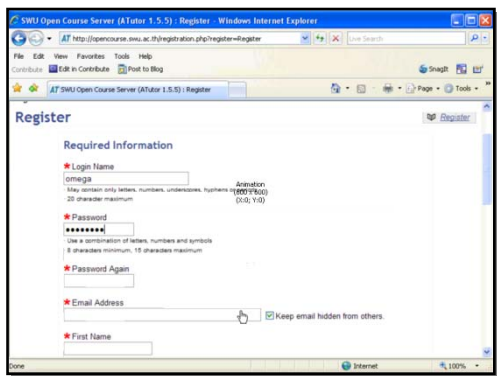 SWU Open Course Server (ATutor 1.5.5) : Register - Windows Internet Explorer
http://opencourse.swu.ac.th/registration.php?register=Register
Live Search
File Edit View Favorites Tools Help
Contribute Edit in Contribute Post to Blog
SnagIt
SWU Open Course Server (ATutor 1.5.5) : Register
Page Tools
Register
Register
Required Information
*Login Name
omega
· May contain only letters, numbers, underscores, hyphens
Animation
(800 x 600)
(X:0; Y:0)
· 20 character maximum
*Password
· Use a combination of letters, numbers and symbols
· 8 characters minimum, 15 characters maximum
*Password Again
*Email Address
Keep email hidden from others.
*First Name
Done
Internet
100%